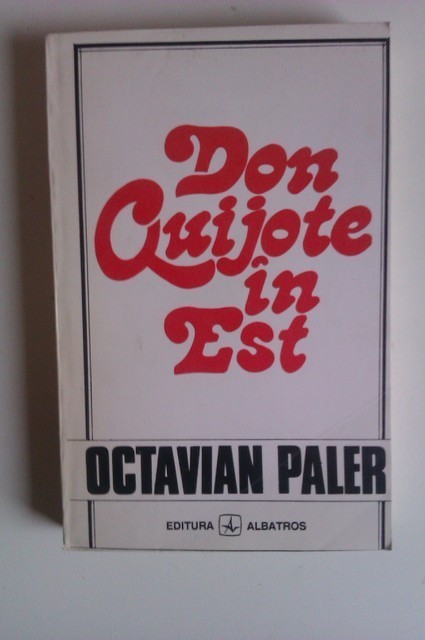 Don
Quijote
în
Est
OCTAVIAN PALER
EDITURA ALBATROS